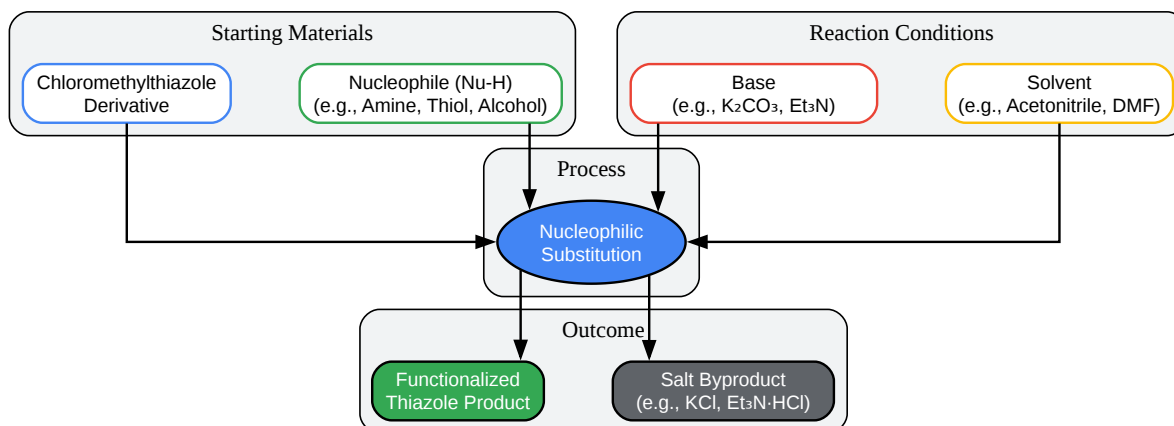 Starting Materials
Chloromethylthiazole
Derivative
Nucleophile (Nu-H)
(e.g., Amine, Thiol, Alcohol)
Reaction Conditions
Base
(e.g., K₂CO₃, Et₃N)
Solvent
(e.g., Acetonitrile, DMF)
Process
Nucleophilic
Substitution
Outcome
Functionalized
Thiazole Product
Salt Byproduct
(e.g., KCl, Et₃N·HCl)